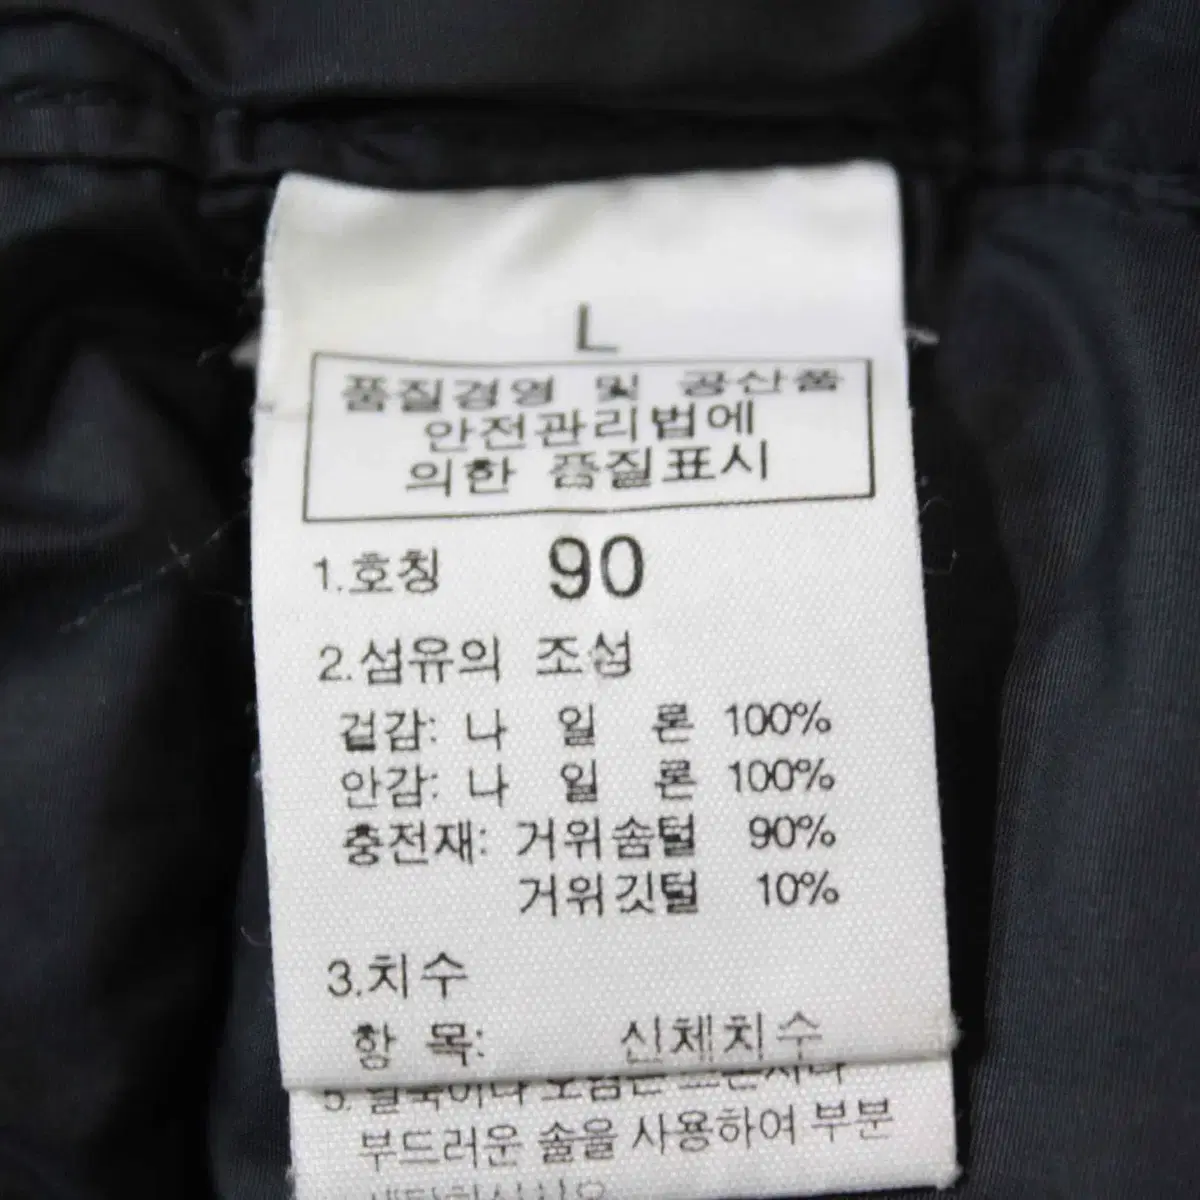 L
품질경영 및 공산품
안전관리법에
의한 품질표시
1.호칭 90
2.섬유의 조성
겉감: 나 일 론 100%
안감: 나 일 론 100%
충전재: 거위솜털 90%
거위깃털 10%
3.치수
항 목: 신체치수
5.
부드러운 솔을 사용하여 부분